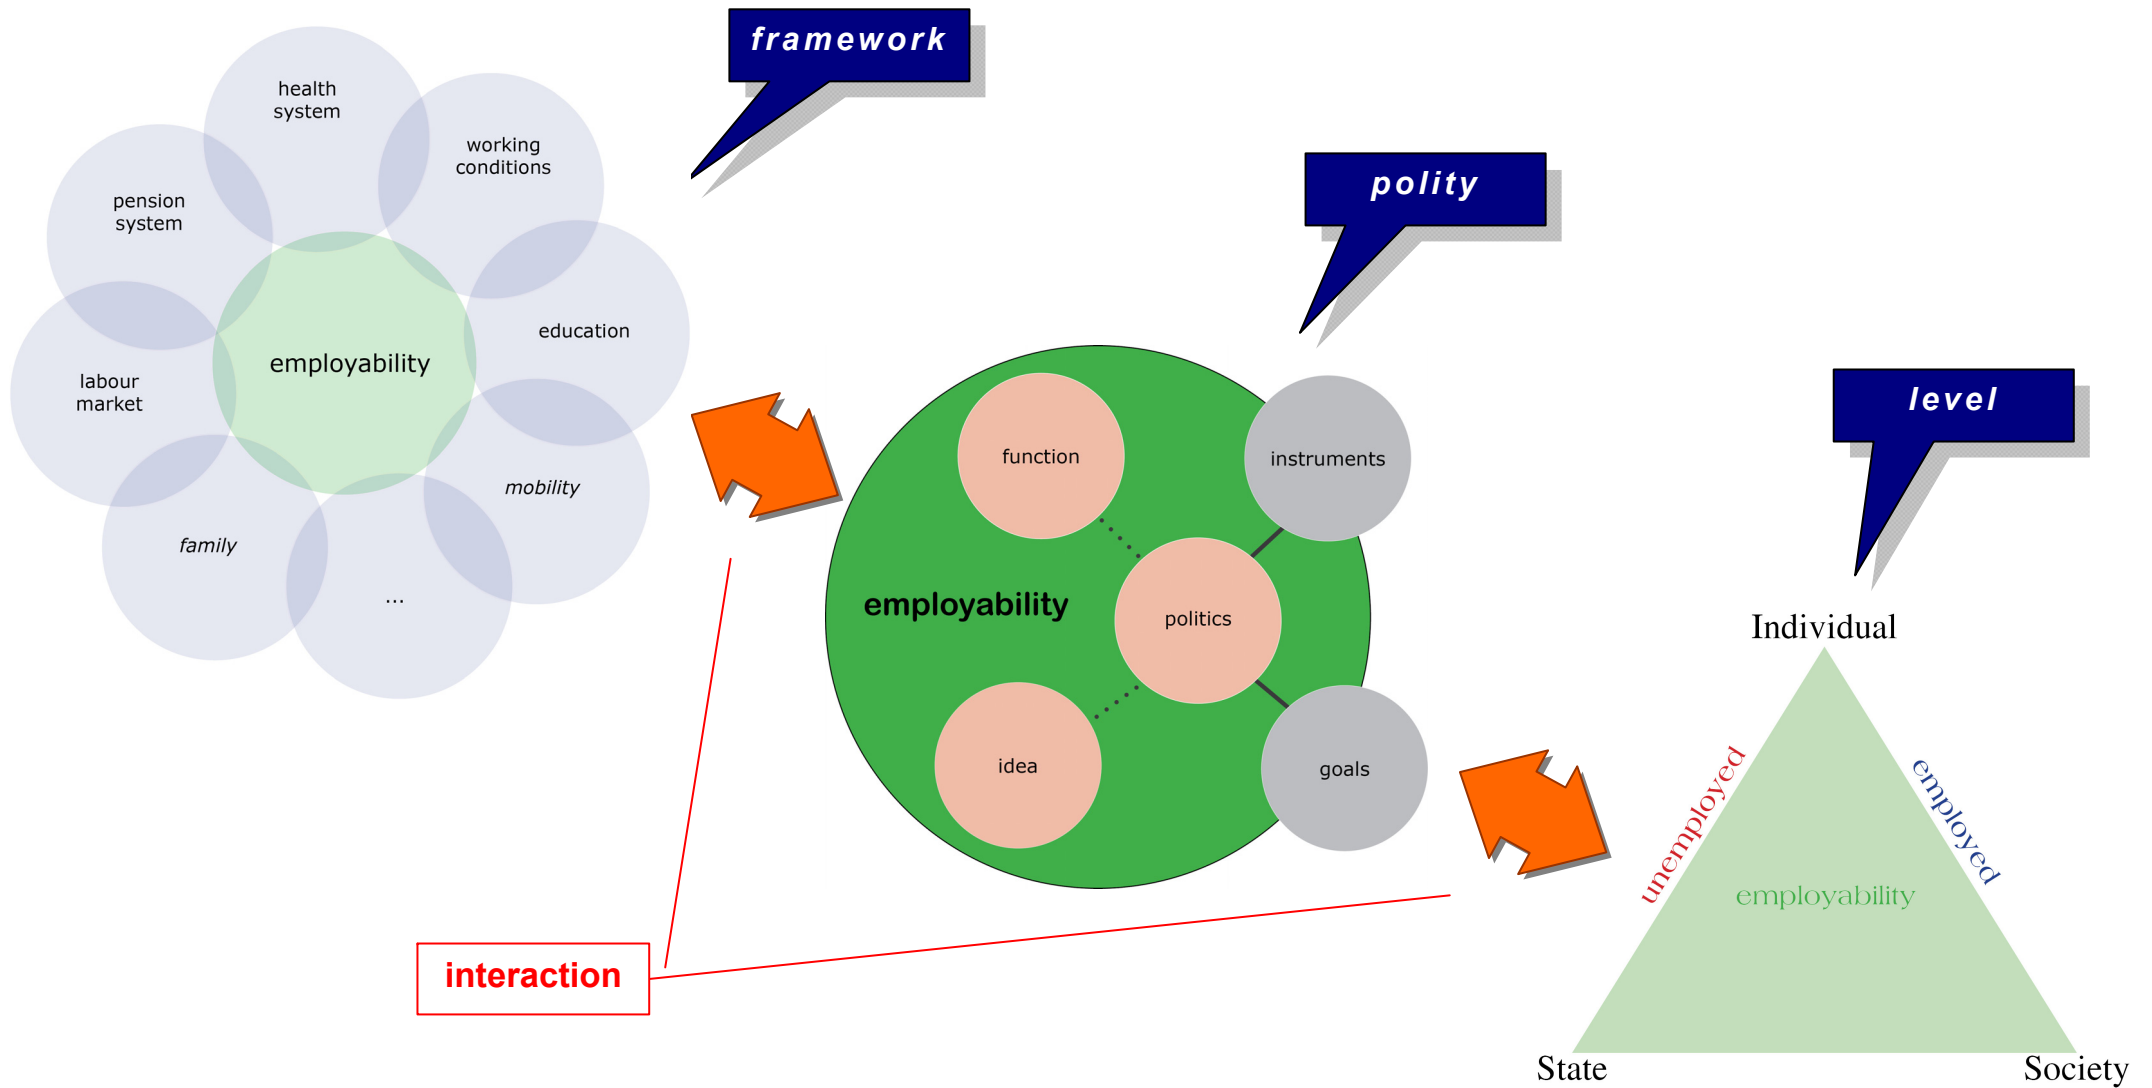 framework
health
system
working
conditions
pension
system
education
employability
labour
market
mobility
family
...
polity
function
instruments
employability
politics
idea
goals
level
Individual
unemployed
employed
employability
State
Society
interaction